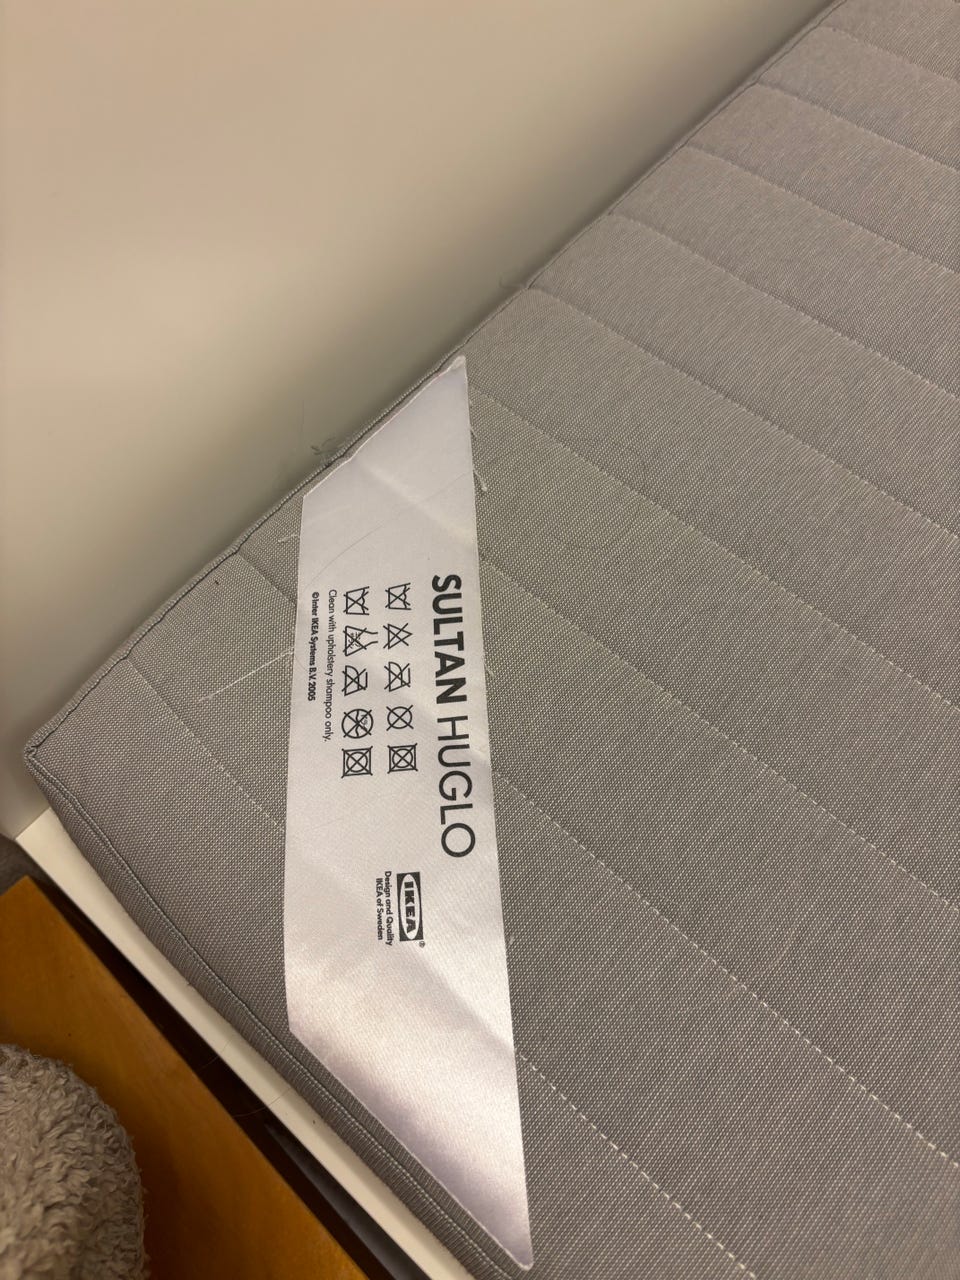 SULTAN HUGLO
Clean with upholstery shampoo only.
©Inter IKEA Systems B.V. 2005
IKEA®
Design and Quality
IKEA of Sweden